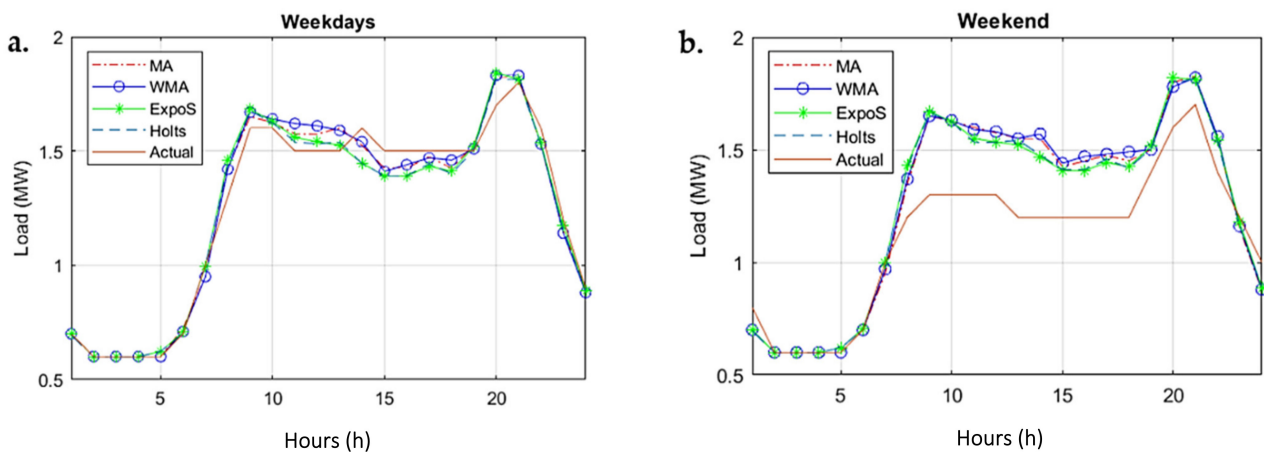 a.
Weekdays
2
1.5
1
0.5
Load (MW)
MA
WMA
ExpoS
Holts
Actual
5
10
15
20
Hours (h)
b.
Weekend
2
1.5
1
0.5
Load (MW)
MA
WMA
ExpoS
Holts
Actual
5
10
15
20
Hours (h)